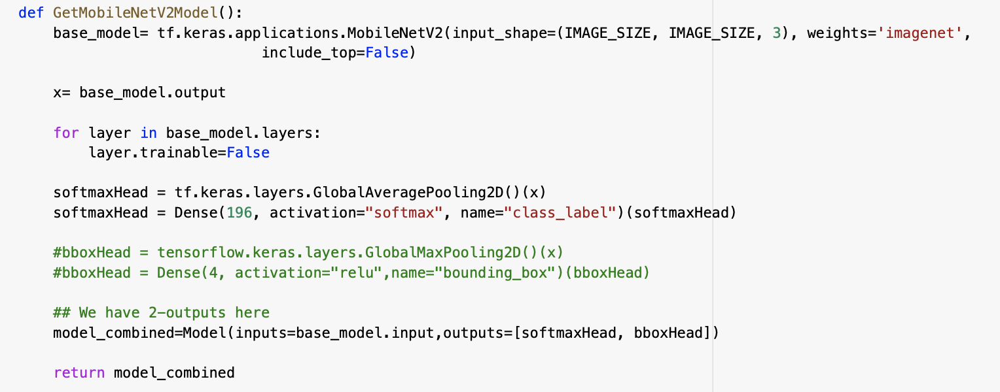 def GetMobileNetV2Model():
    base_model= tf.keras.applications.MobileNetV2(input_shape=(IMAGE_SIZE, IMAGE_SIZE, 3), weights='imagenet',
                            include_top=False)

    x= base_model.output

    for layer in base_model.layers:
        layer.trainable=False

    softmaxHead = tf.keras.layers.GlobalAveragePooling2D()(x)
    softmaxHead = Dense(196, activation="softmax", name="class_label")(softmaxHead)

    #bboxHead = tensorflow.keras.layers.GlobalMaxPooling2D()(x)
    #bboxHead = Dense(4, activation="relu",name="bounding_box")(bboxHead)

    ## We have 2-outputs here
    model_combined=Model(inputs=base_model.input,outputs=[softmaxHead, bboxHead])

    return model_combined